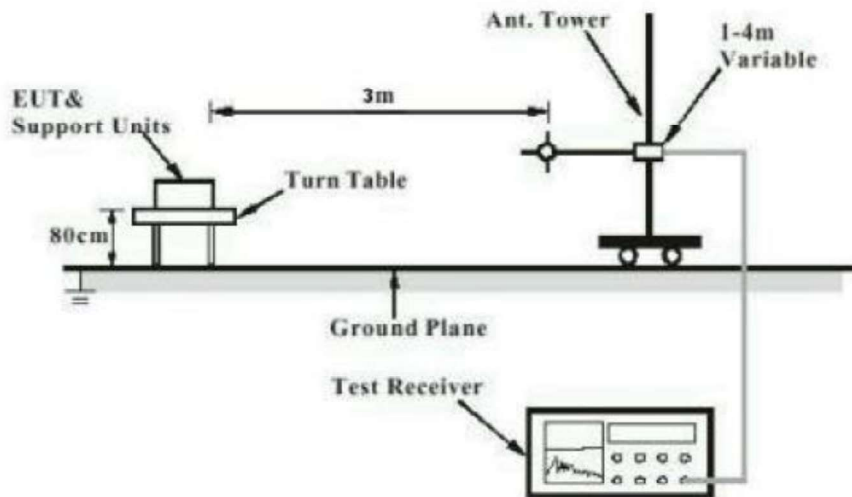 Ant. Tower
1-4m
Variable
3m
EUT&
Support Units
Turn Table
80cm
Ground Plane
Test Receiver